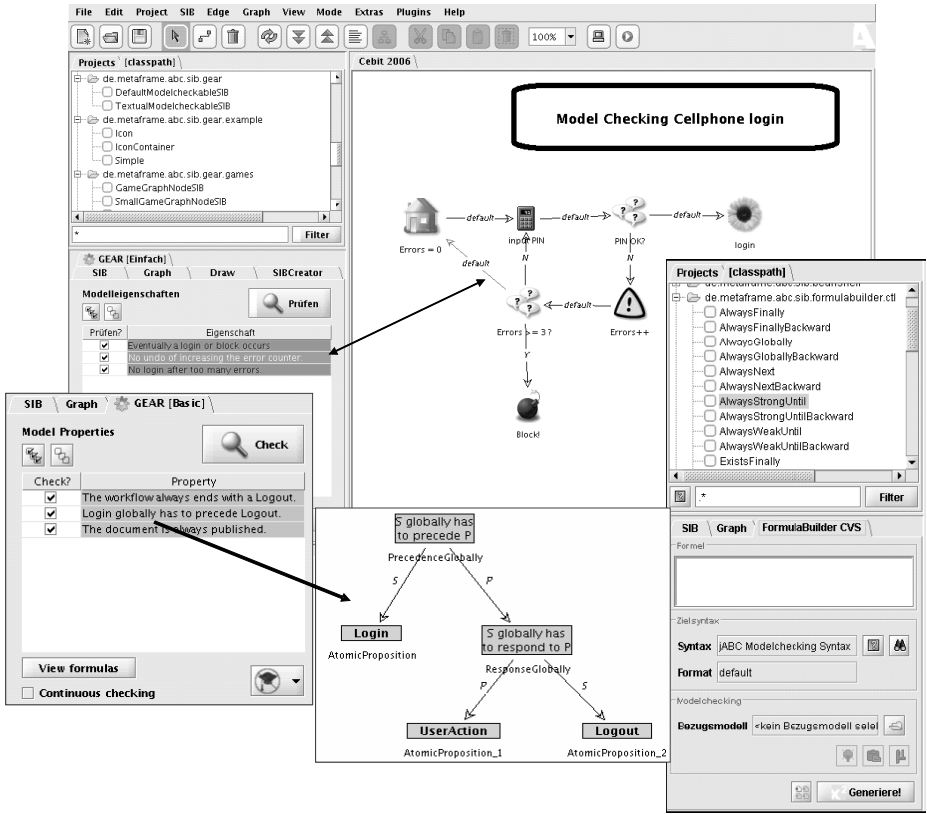 File Edit Project SIB Edge Graph View Mode Extras Plugins Help
100%
Projects [classpath]
de.metaframe.abc.sib.gear
DefaultModelcheckableSIB
TextualModelcheckableSIB
de.metaframe.abc.sib.gear.example
Icon
IconContainer
Simple
de.metaframe.abc.sib.gear.games
GameGraphNodeSIB
SmallGameGraphNodeSIB
*
Filter
GEAR [Einfach]
SIB Graph Draw SIBCreator
Modelleigenschaften
Prüfen
Prüfen? Eigenschaft
Eventually a login or block occurs
No undo of increasing the error counter.
No login after too many errors.
Cebit 2006
Model Checking Cellphone login
Errors = 0
default
input PIN
default
PIN OK?
default
login
default
N
N
Errors >= 3 ?
default
Errors++
Y
Block!
SIB Graph GEAR [Basic]
Model Properties
Check
Check? Property
The workflow always ends with a Logout.
Login globally has to precede Logout.
The document is always published.
View formulas
Continuous checking
S globally has
to precede P
PrecedenceGlobally
S
P
Login
AtomicProposition
S globally has
to respond to P
ResponseGlobally
P
S
UserAction
AtomicProposition_1
Logout
AtomicProposition_2
Projects [classpath]
de.metaframe.abc.sib.formulabuilder.ctl
AlwaysFinally
AlwaysFinallyBackward
AlwaysGlobally
AlwaysGloballyBackward
AlwaysNext
AlwaysNextBackward
AlwaysStrongUntil
AlwaysStrongUntilBackward
AlwaysWeakUntil
AlwaysWeakUntilBackward
ExistsFinally
.*
Filter
SIB Graph FormulaBuilder CVS
Formel
Zielsyntax
Syntax jABC Modelchecking Syntax
Format default
Modelchecking
Bezugsmodell <kein Bezugsmodell selel
Generiere!